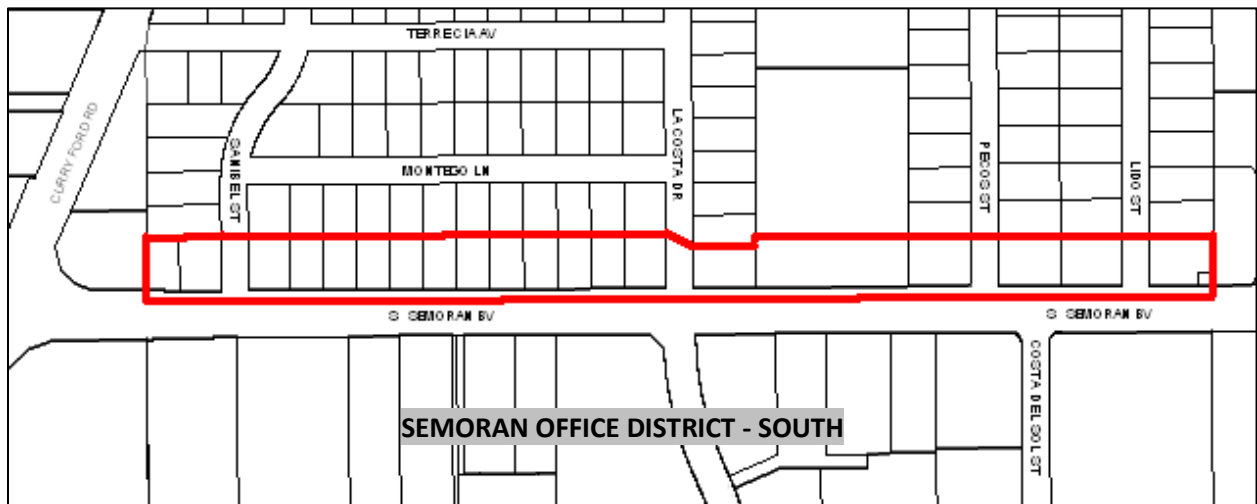 TERRECIA AV
CURRY FORD RD
SANIBEL ST
MONTEGO LN
LA COSTA DR
PECOS ST
LIDO ST
S SEMORAN BV
S SEMORAN BV
COSTA DEL SOL ST
SEMORAN OFFICE DISTRICT - SOUTH